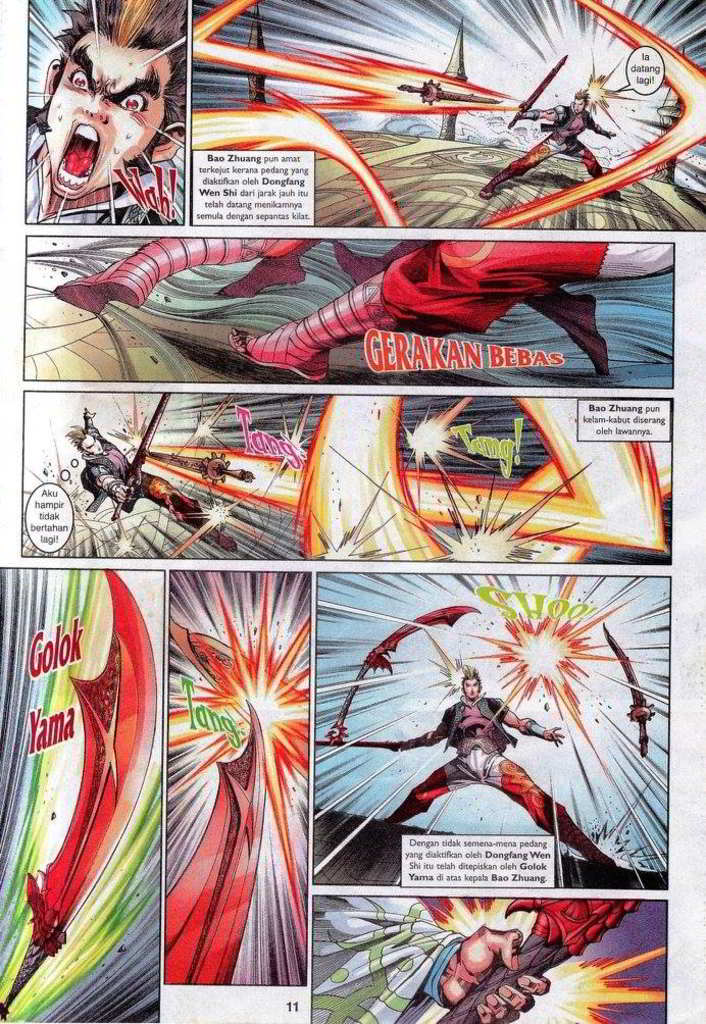 Wah!
Bao Zhuang pun amat
terkejut kerana pedang yang
diaktifkan oleh Dongfang
Wen Shi dari jarak jauh itu
telah datang menikamnya
semula dengan sepantas kilat.
Ia
datang
lagi!
GERAKAN BEBAS
Aku
hampir
tidak
bertahan
lagi!
Tang!
Tang!
Bao Zhuang pun
kelam-kabut diserang
oleh lawannya.
Golok
Yama
Tang!
SHOO!
Dengan tidak semena-mena pedang
yang diaktifkan oleh Dongfang Wen
Shi itu telah ditepiskan oleh Golok
Yama di atas kepala Bao Zhuang.
11